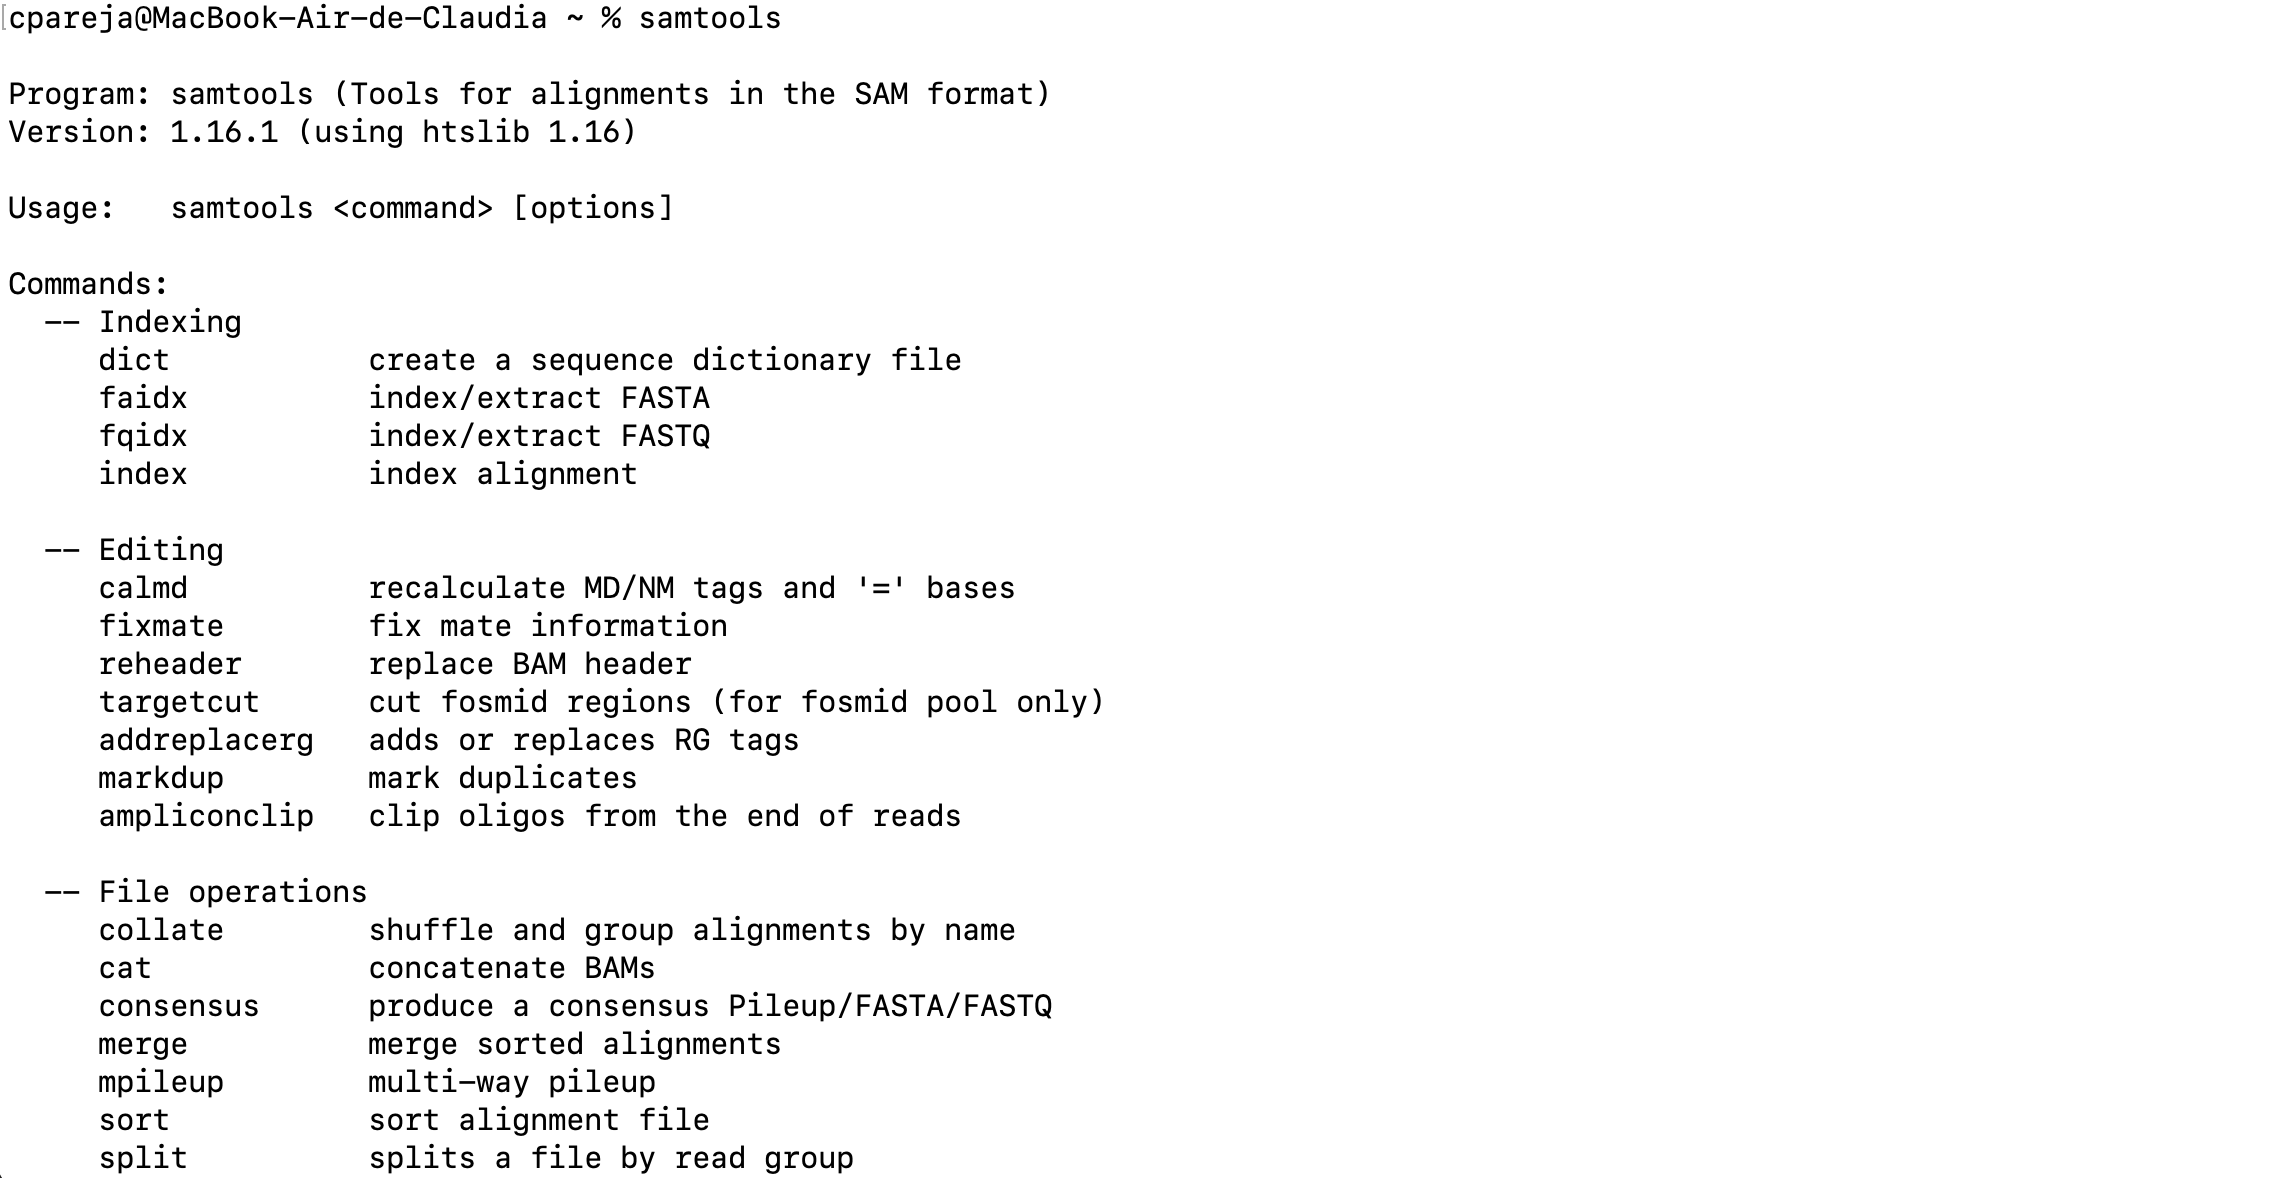 [cpareja@MacBook-Air-de-Claudia ~ % samtools

Program: samtools (Tools for alignments in the SAM format)
Version: 1.16.1 (using htslib 1.16)

Usage:   samtools <command> [options]

Commands:
  -- Indexing
     dict           create a sequence dictionary file
     faidx          index/extract FASTA
     fqidx          index/extract FASTQ
     index          index alignment

  -- Editing
     calmd          recalculate MD/NM tags and '=' bases
     fixmate        fix mate information
     reheader       replace BAM header
     targetcut      cut fosmid regions (for fosmid pool only)
     addreplacerg   adds or replaces RG tags
     markdup        mark duplicates
     ampliconclip   clip oligos from the end of reads

  -- File operations
     collate        shuffle and group alignments by name
     cat            concatenate BAMs
     consensus      produce a consensus Pileup/FASTA/FASTQ
     merge          merge sorted alignments
     mpileup        multi-way pileup
     sort           sort alignment file
     split          splits a file by read group